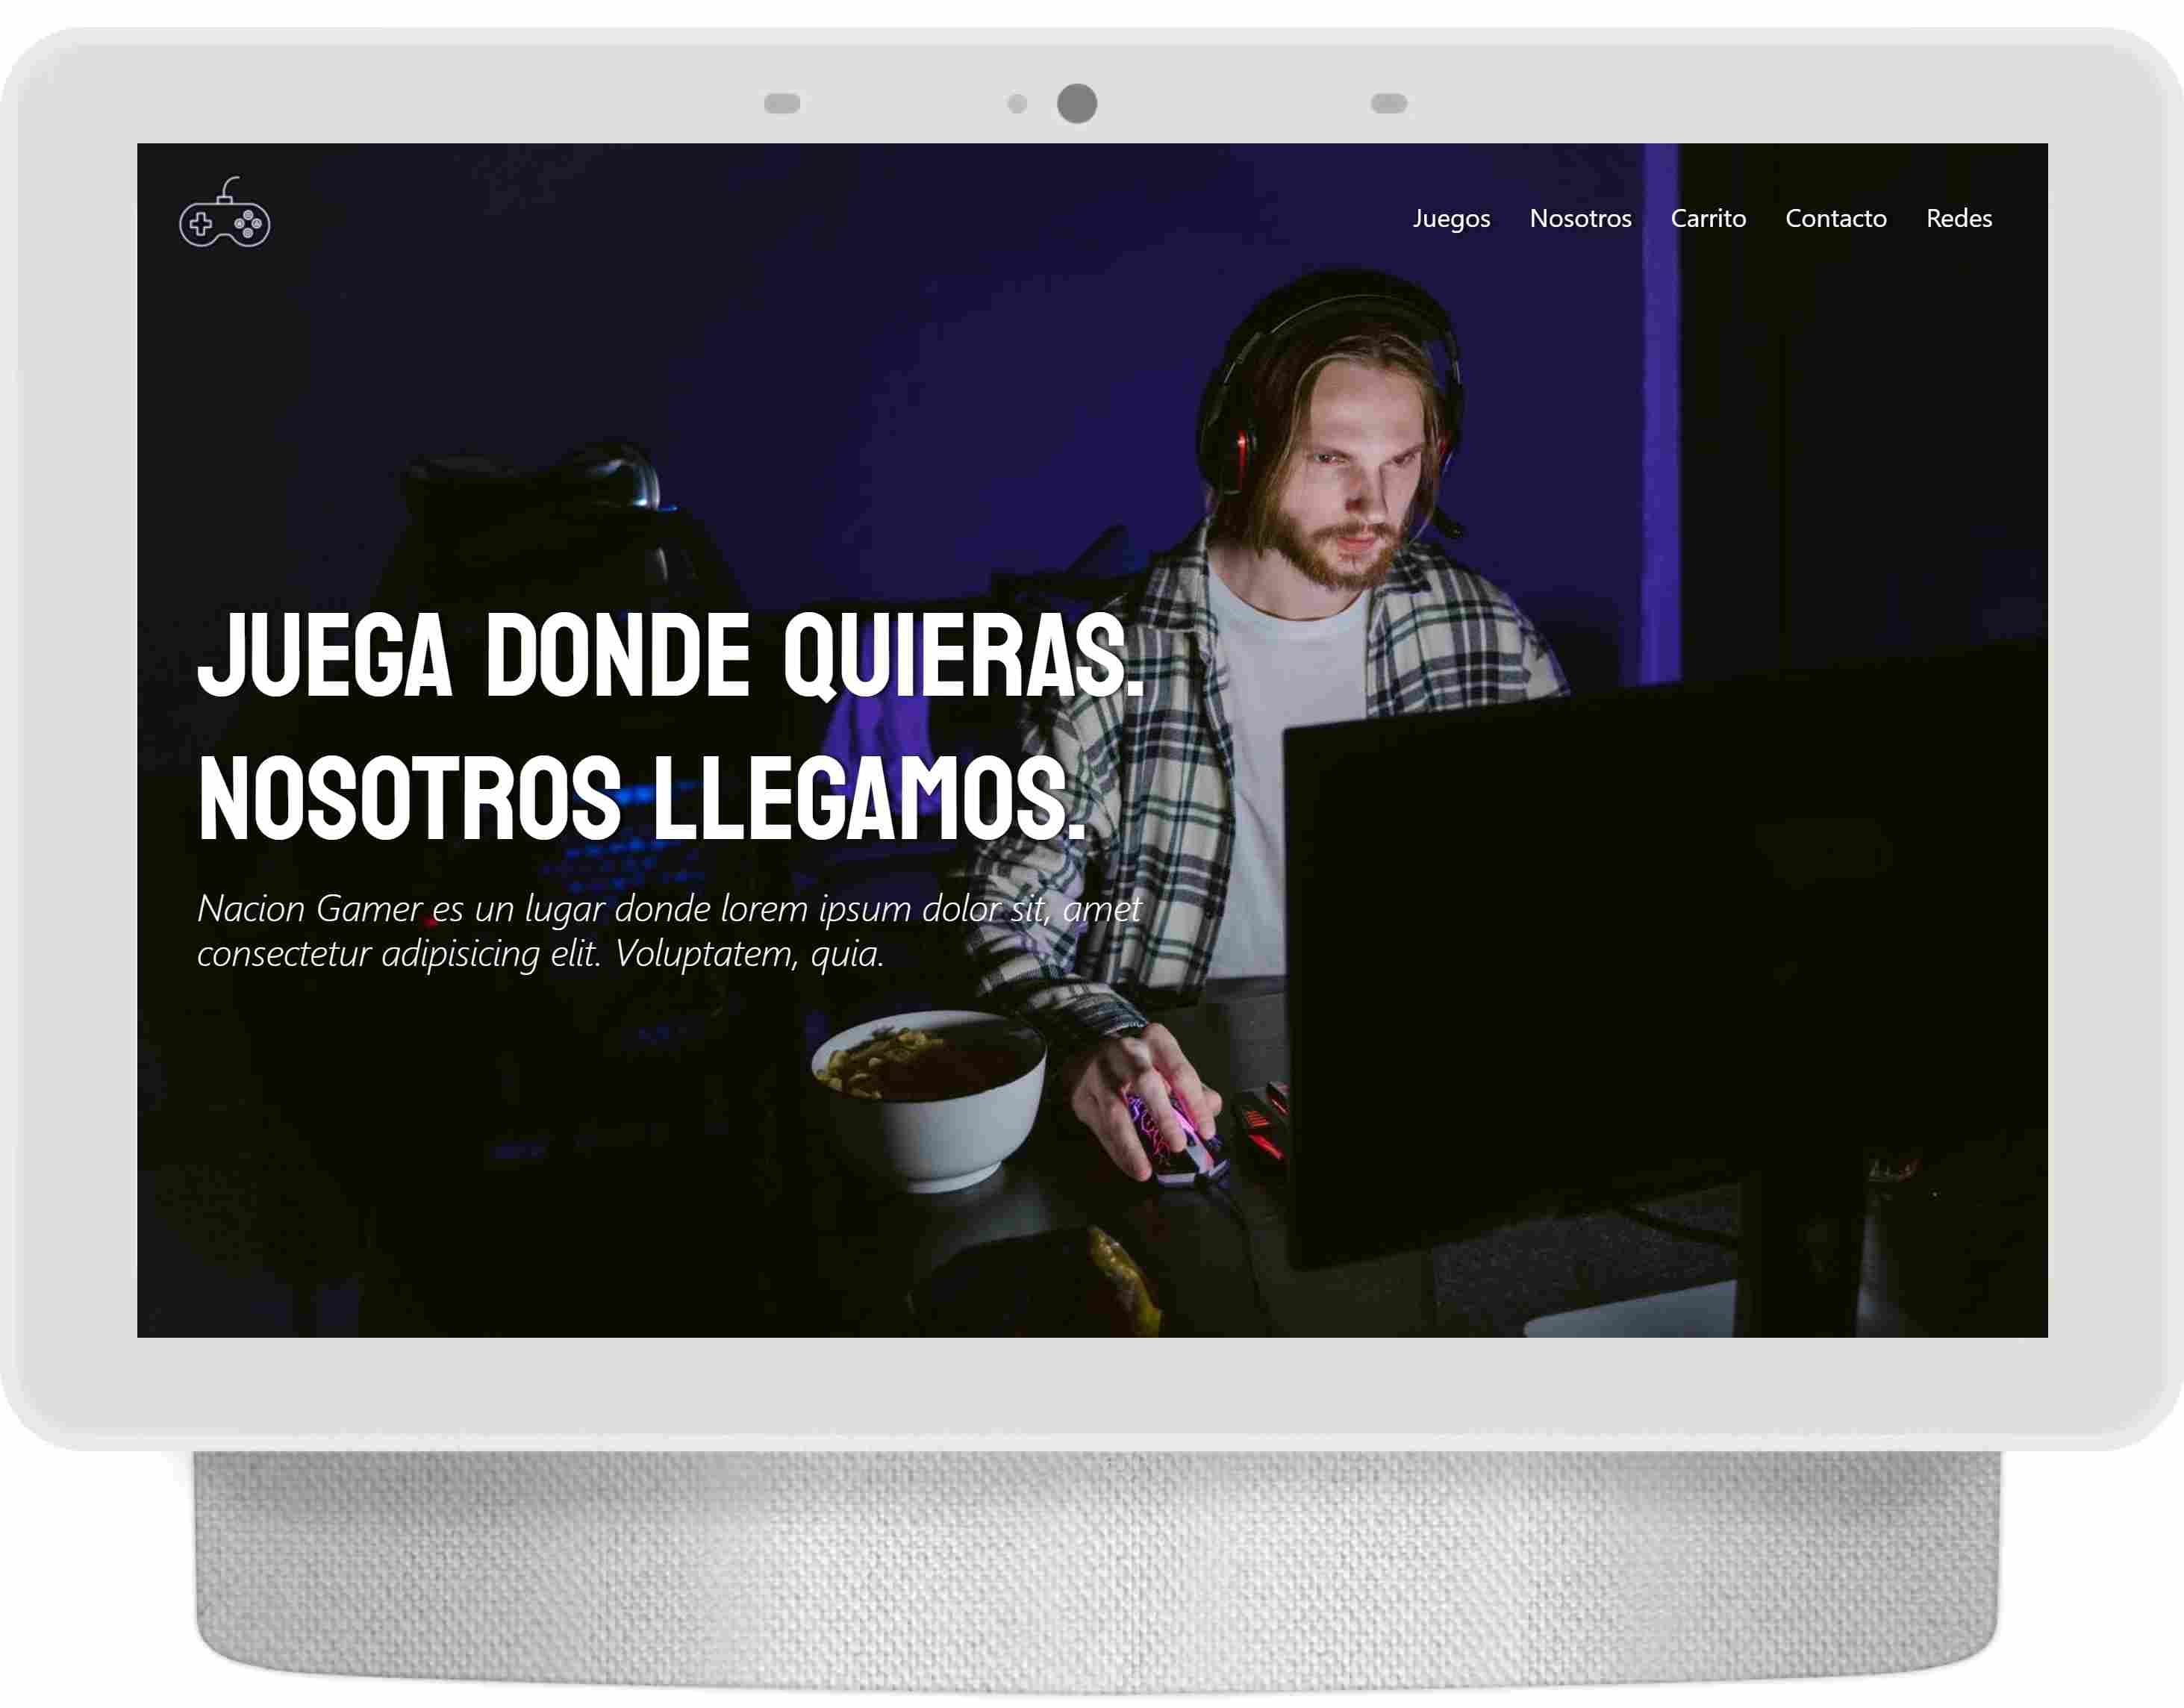 Juegos Nosotros Carrito Contacto Redes
JUEGA DONDE QUIERAS.
NOSOTROS LLEGAMOS.
Nacion Gamer es un lugar donde lorem ipsum dolor sit, amet
consectetur adipisicing elit. Voluptatem, quia.